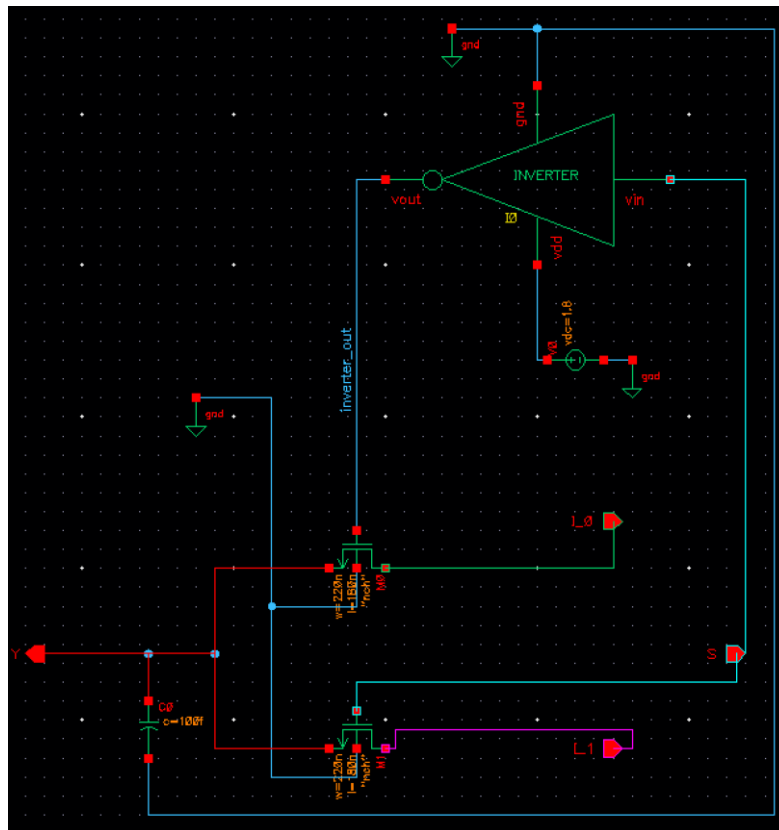 gnd
gnd
INVERTER
vout
vin
I0
vdd
vdc=1.8
V0
gnd
inverter_out
gnd
I_0
M0
"nch"
l=180n
w=220n
Y
S
C0
c=100f
I_1
M1
"nch"
l=180n
w=220n